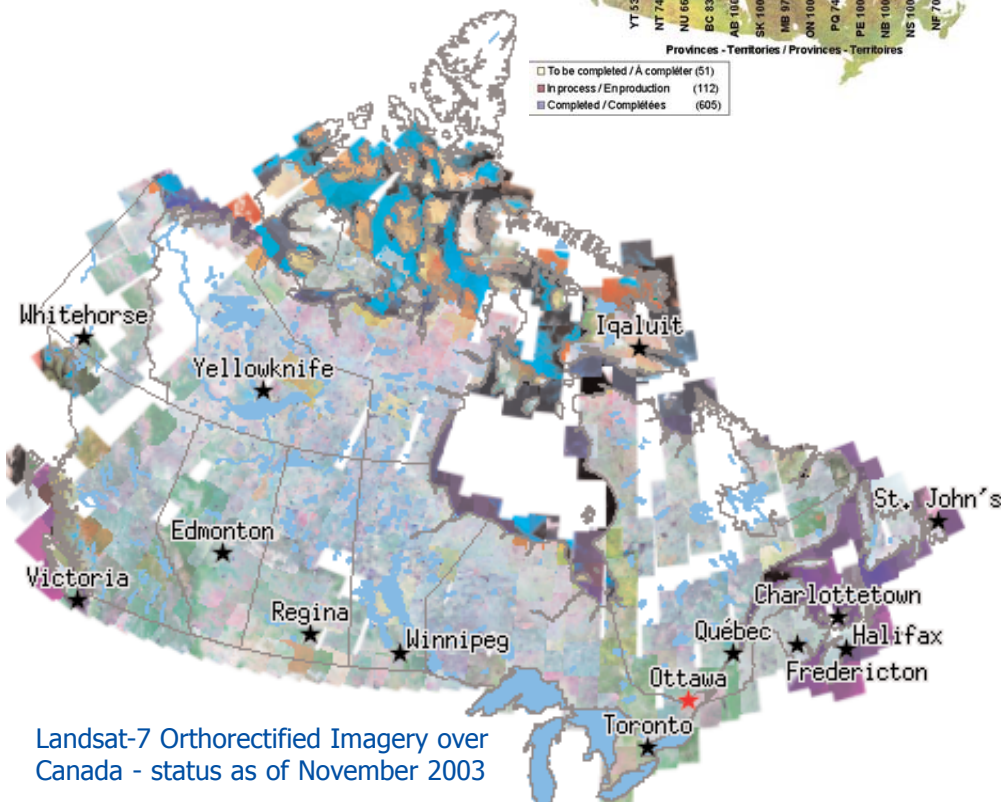 YT 53
NT 74
NU 66
BC 83
AB 100
SK 100
MB 97
ON 100
PQ 74
PE 100
NB 100
NS 100
NF 70
Provinces - Territories / Provinces - Territoires
To be completed / À compléter (51)
In process / En production (112)
Completed / Complétées (605)
Whitehorse
Iqaluit
Yellowknife
St. John's
Edmonton
Victoria
Charlottetown
Regina
Québec
Halifax
Winnipeg
Fredericton
Ottawa
Toronto
Landsat-7 Orthorectified Imagery over
Canada - status as of November 2003